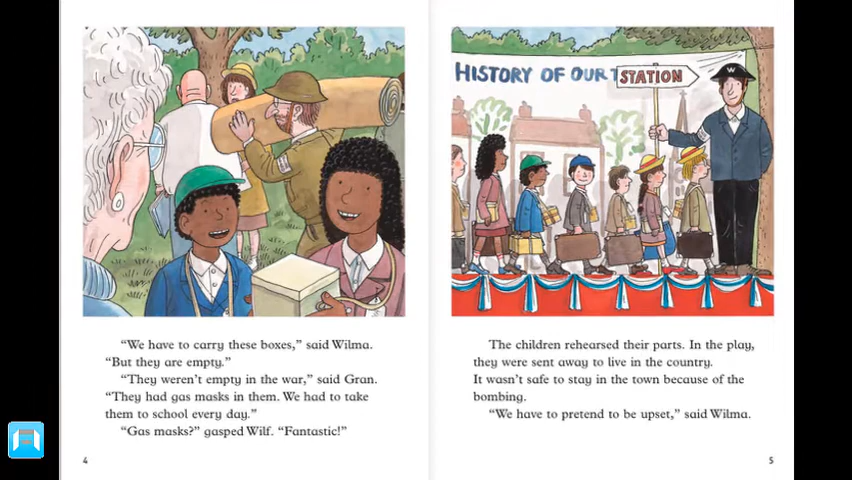 "We have to carry these boxes," said Wilma.
"But they are empty."
"They weren't empty in the war," said Gran.
"They had gas masks in them. We had to take
them to school every day."
"Gas masks?" gasped Wilf. "Fantastic!"
4
HISTORY OF OUR T
STATION
W
The children rehearsed their parts. In the play,
they were sent away to live in the country.
It wasn't safe to stay in the town because of the
bombing.
"We have to pretend to be upset," said Wilma.
5